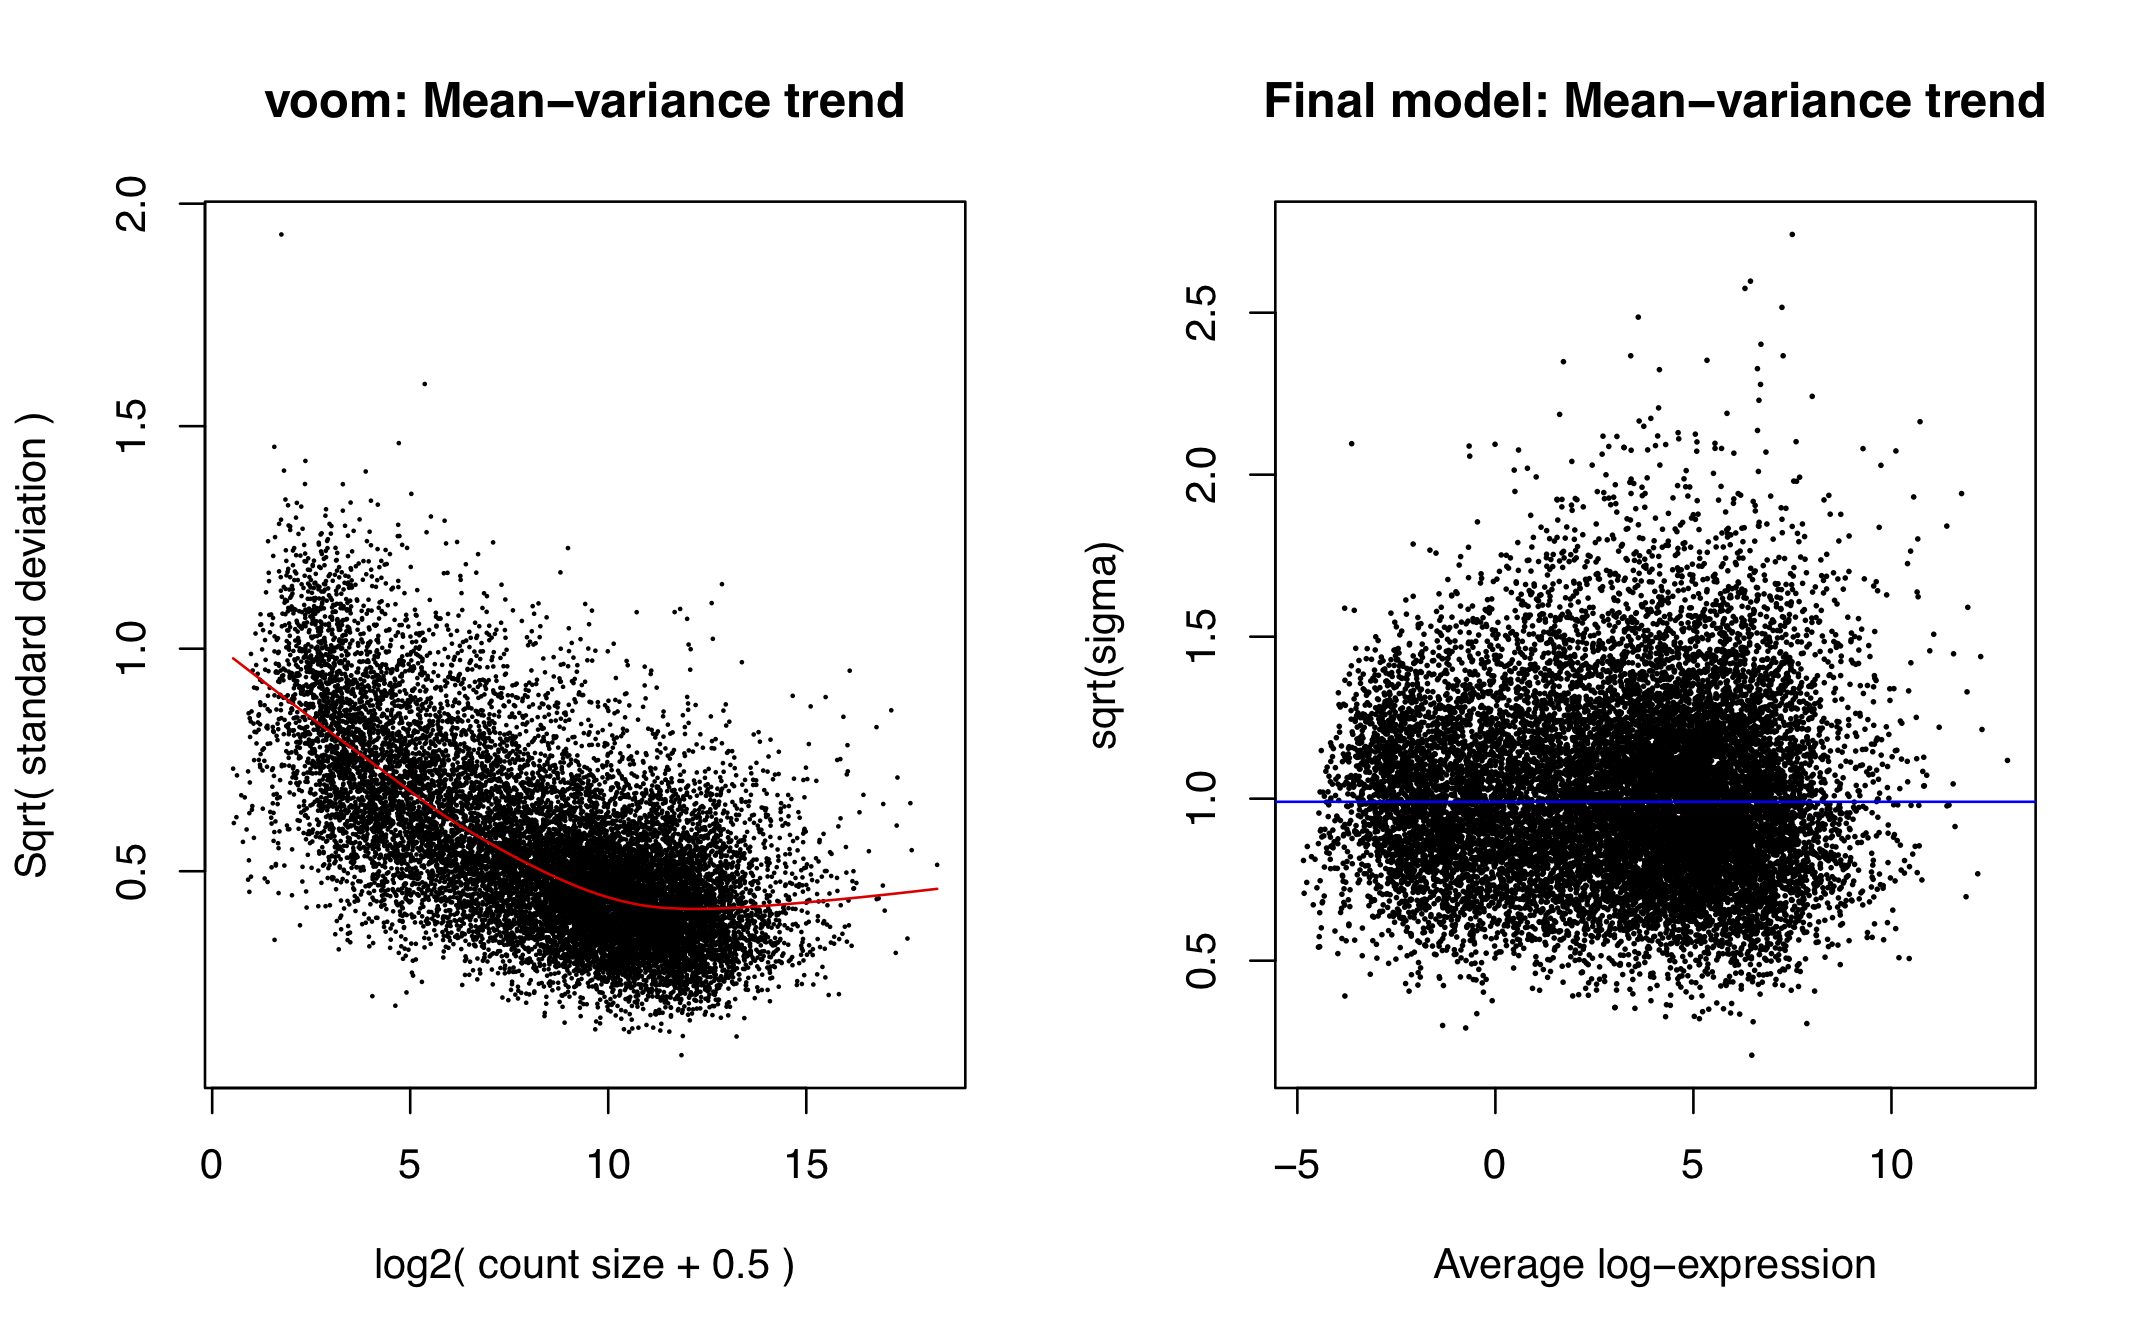 voom: Mean−variance trend
Sqrt( standard deviation )
2.0
1.5
1.0
0.5
0 5 10 15
log2( count size + 0.5 )
Final model: Mean−variance trend
sqrt(sigma)
2.5
2.0
1.5
1.0
0.5
−5 0 5 10
Average log−expression